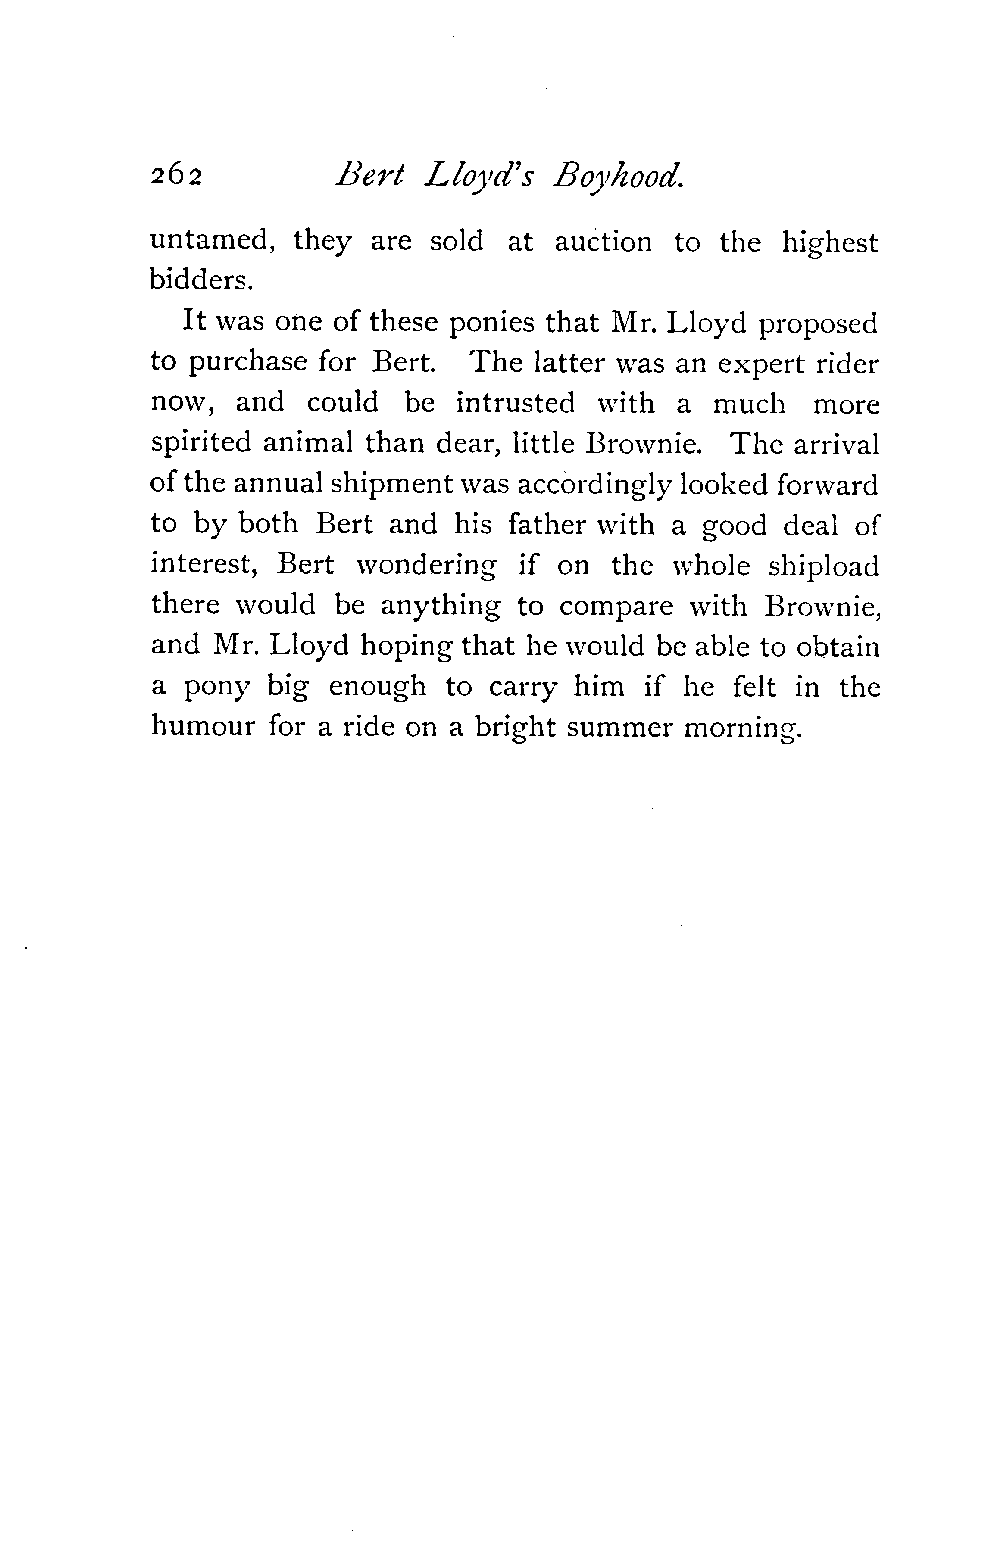 262 Bert Lloyd's Boyhood.
untamed, they are sold at auction to the highest
bidders.
It was one of these ponies that Mr. Lloyd proposed
to purchase for Bert. The latter was an expert rider
now, and could be intrusted with a much more
spirited animal than dear, little Brownie. The arrival
of the annual shipment was accordingly looked forward
to by both Bert and his father with a good deal of
interest, Bert wondering if on the whole shipload
there would be anything to compare with Brownie,
and Mr. Lloyd hoping that he would be able to obtain
a pony big enough to carry him if he felt in the
humour for a ride on a bright summer morning.